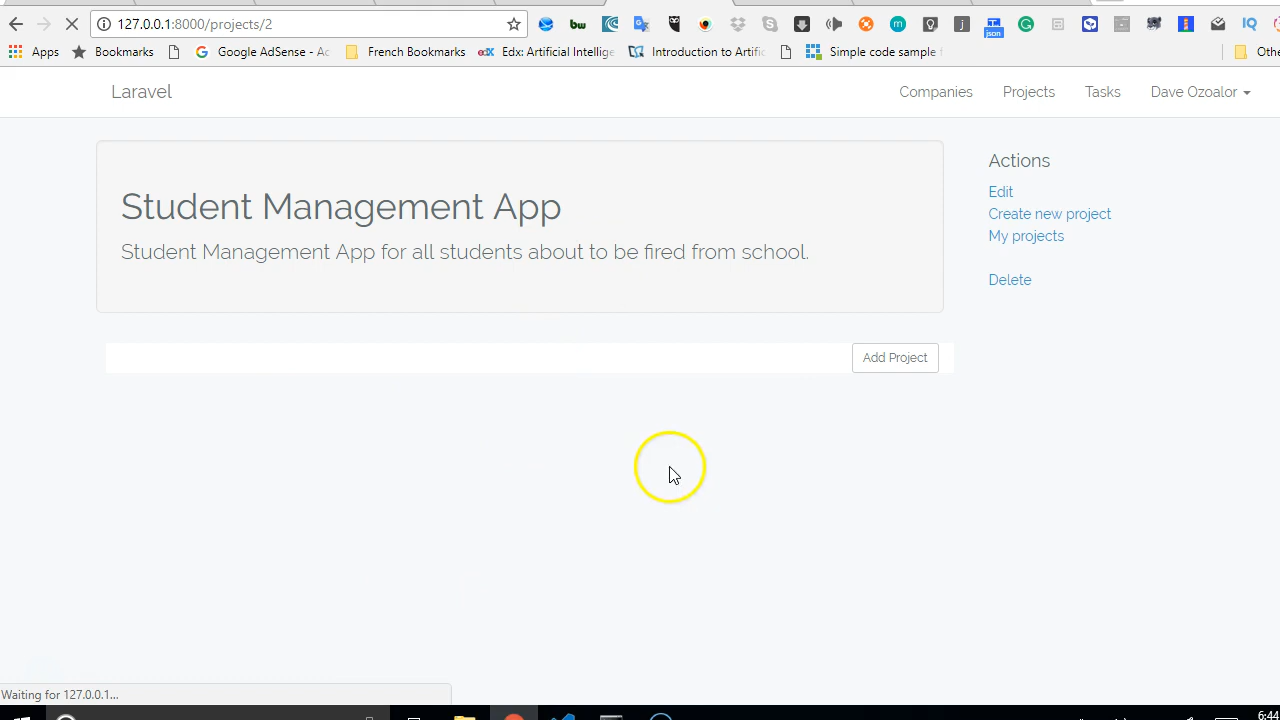 127.0.0.1:8000/projects/2
Apps Bookmarks Google AdSense - Ac French Bookmarks Edx: Artificial Intellige Introduction to Artific Simple code sample f Othe
Laravel Companies Projects Tasks Dave Ozoalor
Student Management App
Student Management App for all students about to be fired from school.
Actions
Edit
Create new project
My projects
Delete
Add Project
Waiting for 127.0.0.1...
6:44